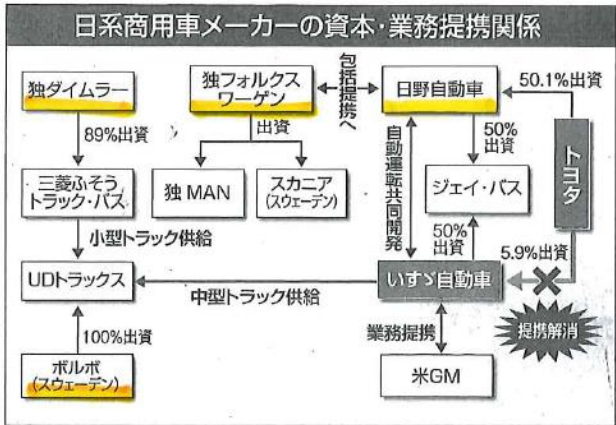 日系商用車メーカーの資本・業務提携関係
独ダイムラー
独フォルクス
ワーゲン
包括提携へ
日野自動車
50.1%出資
89%出資
出資
自動運転共同開発
50%
出資
トヨタ
三菱ふそう
トラック・バス
独MAN
スカニア
(スウェーデン)
ジェイ・バス
小型トラック供給
50%
出資
5.9%出資
UDトラックス
中型トラック供給
いすゞ自動車
提携解消
100%出資
業務提携
ボルボ
(スウェーデン)
米GM